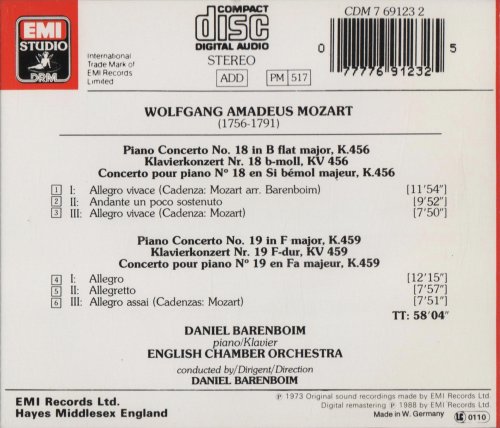 EMI
STUDIO
DRM
International
Trade Mark of
EMI Records
Limited
COMPACT
disc
DIGITAL AUDIO
STEREO
ADD PM 517
CDM 7 69123 2
0 77776 91232 5
WOLFGANG AMADEUS MOZART
(1756-1791)
Piano Concerto No. 18 in B flat major, K.456
Klavierkonzert Nr. 18 b-moll, KV 456
Concerto pour piano Nº 18 en Si bémol majeur, K.456
1 I: Allegro vivace (Cadenza: Mozart arr. Barenboim) [11'54"]
2 II: Andante un poco sostenuto [9'52"]
3 III: Allegro vivace (Cadenza: Mozart) [7'50"]
Piano Concerto No. 19 in F major, K.459
Klavierkonzert Nr. 19 F-dur, KV 459
Concerto pour piano Nº 19 en Fa majeur, K.459
4 I: Allegro [12'15"]
5 II: Allegretto [7'57"]
6 III: Allegro assai (Cadenzas: Mozart) [7'51"]
TT: 58'04"
DANIEL BARENBOIM
piano/Klavier
ENGLISH CHAMBER ORCHESTRA
conducted by/Dirigent/Direction
DANIEL BARENBOIM
EMI Records Ltd.
Hayes Middlesex England
℗ 1973 Original sound recordings made by EMI Records Ltd.
Digital remastering ℗ 1988 by EMI Records Ltd.
Made in W. Germany 0110